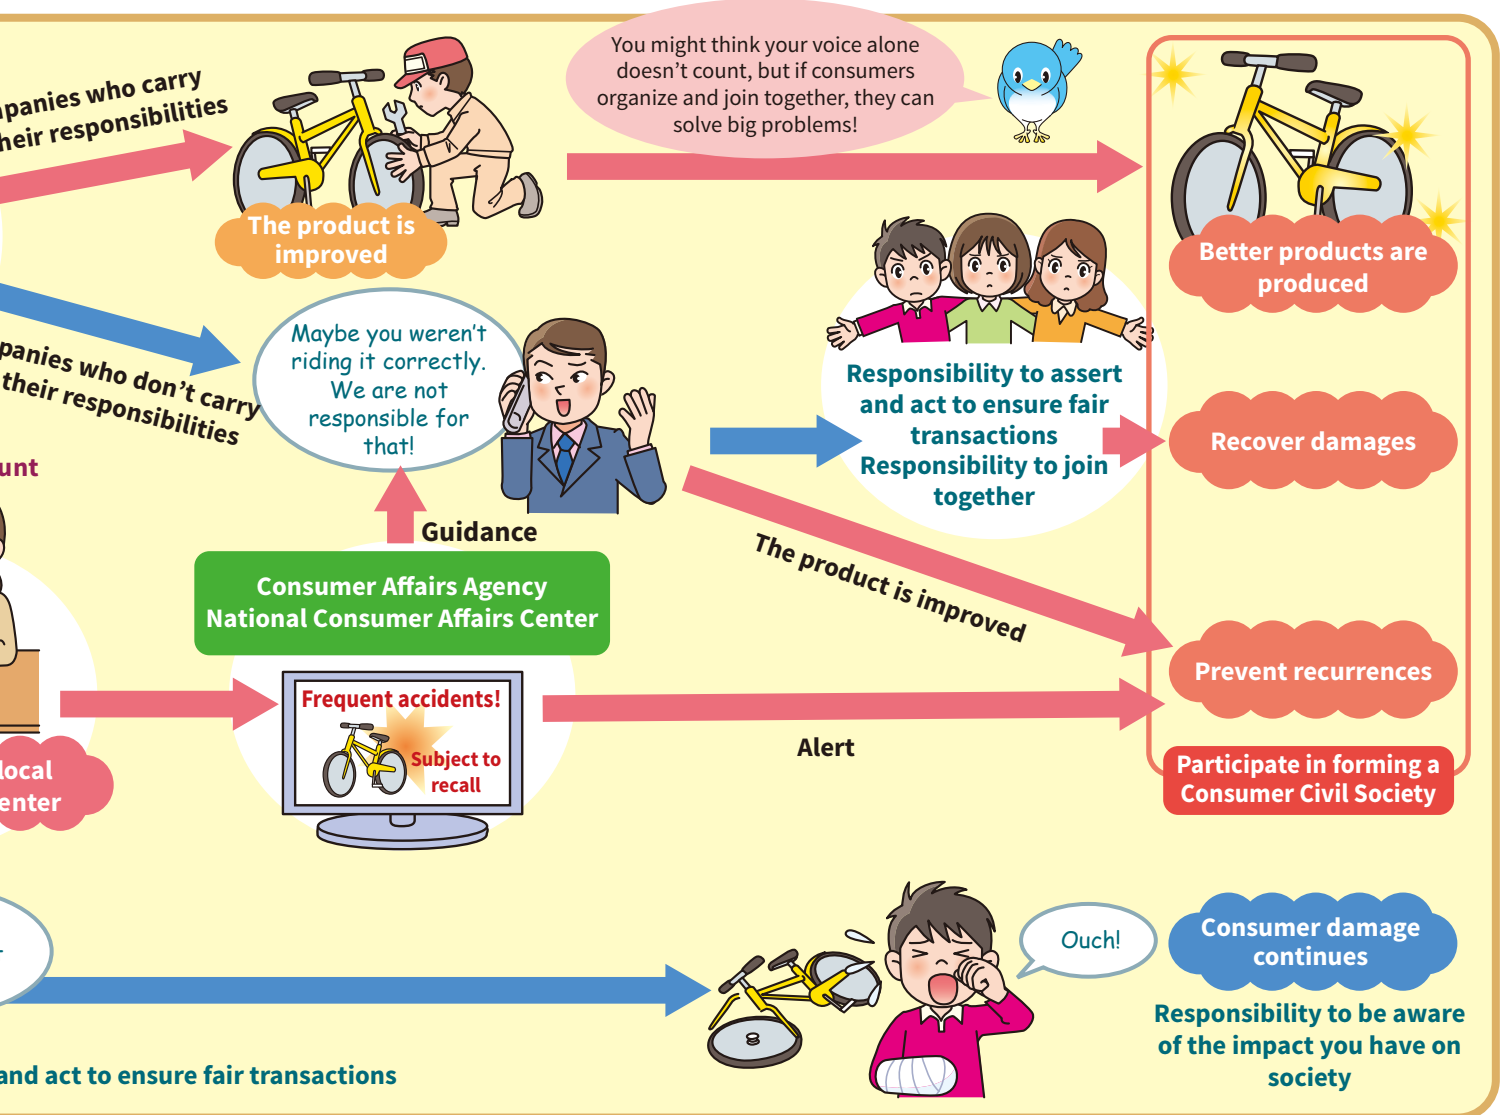 You might think your voice alone
doesn't count, but if consumers
organize and join together, they can
solve big problems!
panies who carry
their responsibilities
The product is
improved
Better products are
produced
Maybe you weren't
riding it correctly.
We are not
responsible for
that!
panies who don't carry
their responsibilities
unt
Responsibility to assert
and act to ensure fair
transactions
Responsibility to join
together
Recover damages
Guidance
Consumer Affairs Agency
National Consumer Affairs Center
The product is improved
Prevent recurrences
Frequent accidents!
Subject to
recall
Alert
local
enter
Participate in forming a
Consumer Civil Society
Ouch!
Consumer damage
continues
Responsibility to be aware
of the impact you have on
society
and act to ensure fair transactions